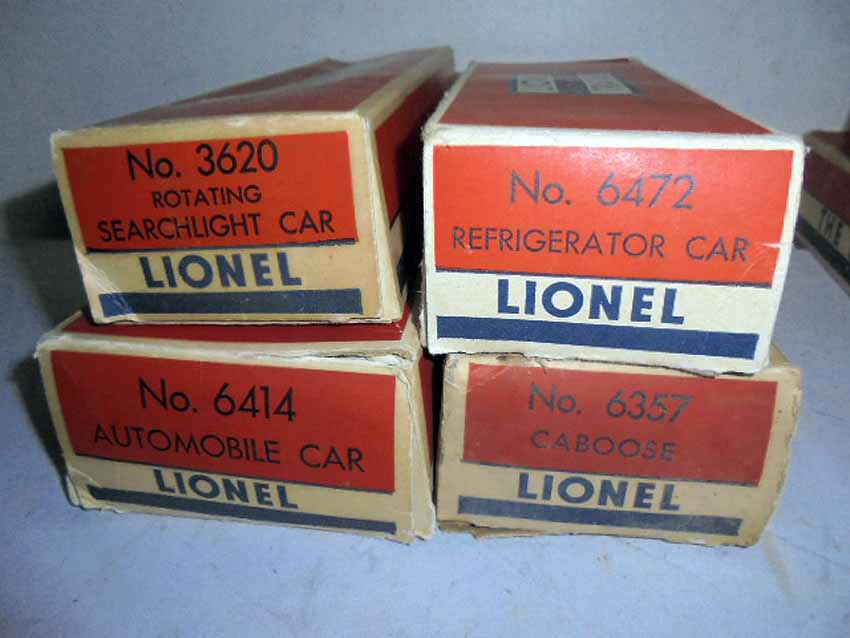 No. 3620
ROTATING
SEARCHLIGHT CAR
LIONEL
No. 6472
REFRIGERATOR CAR
LIONEL
No. 6414
AUTOMOBILE CAR
LIONEL
No. 6357
CABOOSE
LIONEL
THE